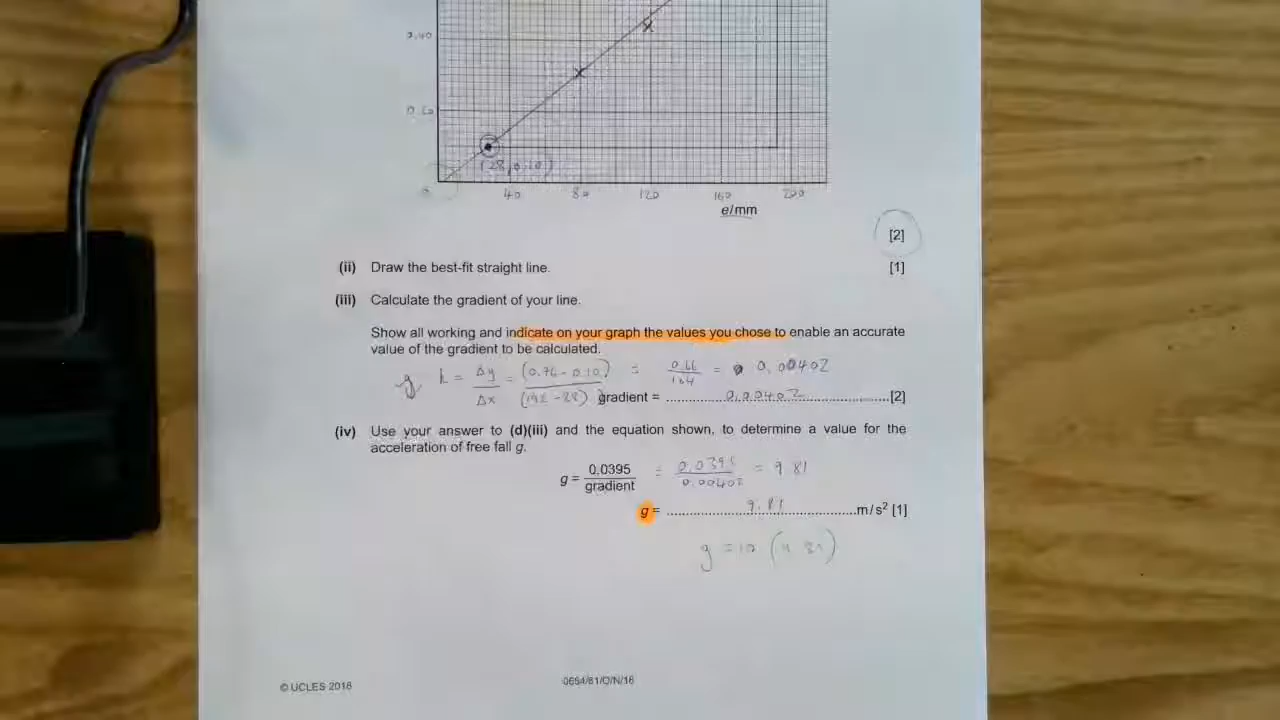 0.40
0.20
(28,0.10)
0 40 80 120 160 200
e/mm
[2]
(ii) Draw the best-fit straight line. [1]
(iii) Calculate the gradient of your line.
Show all working and indicate on your graph the values you chose to enable an accurate
value of the gradient to be calculated.
k = Δy/Δx = (0.76 - 0.10)/(192 - 28) = 0.66/164 = 0.00402
gradient = 0.00402 [2]
(iv) Use your answer to (d)(iii) and the equation shown, to determine a value for the
acceleration of free fall g.
g = 0.0395/gradient = 0.0395/0.00402 = 9.81
g = 9.81 m/s² [1]
g = 10 (9.81)
© UCLES 2016
0654/61/O/N/16